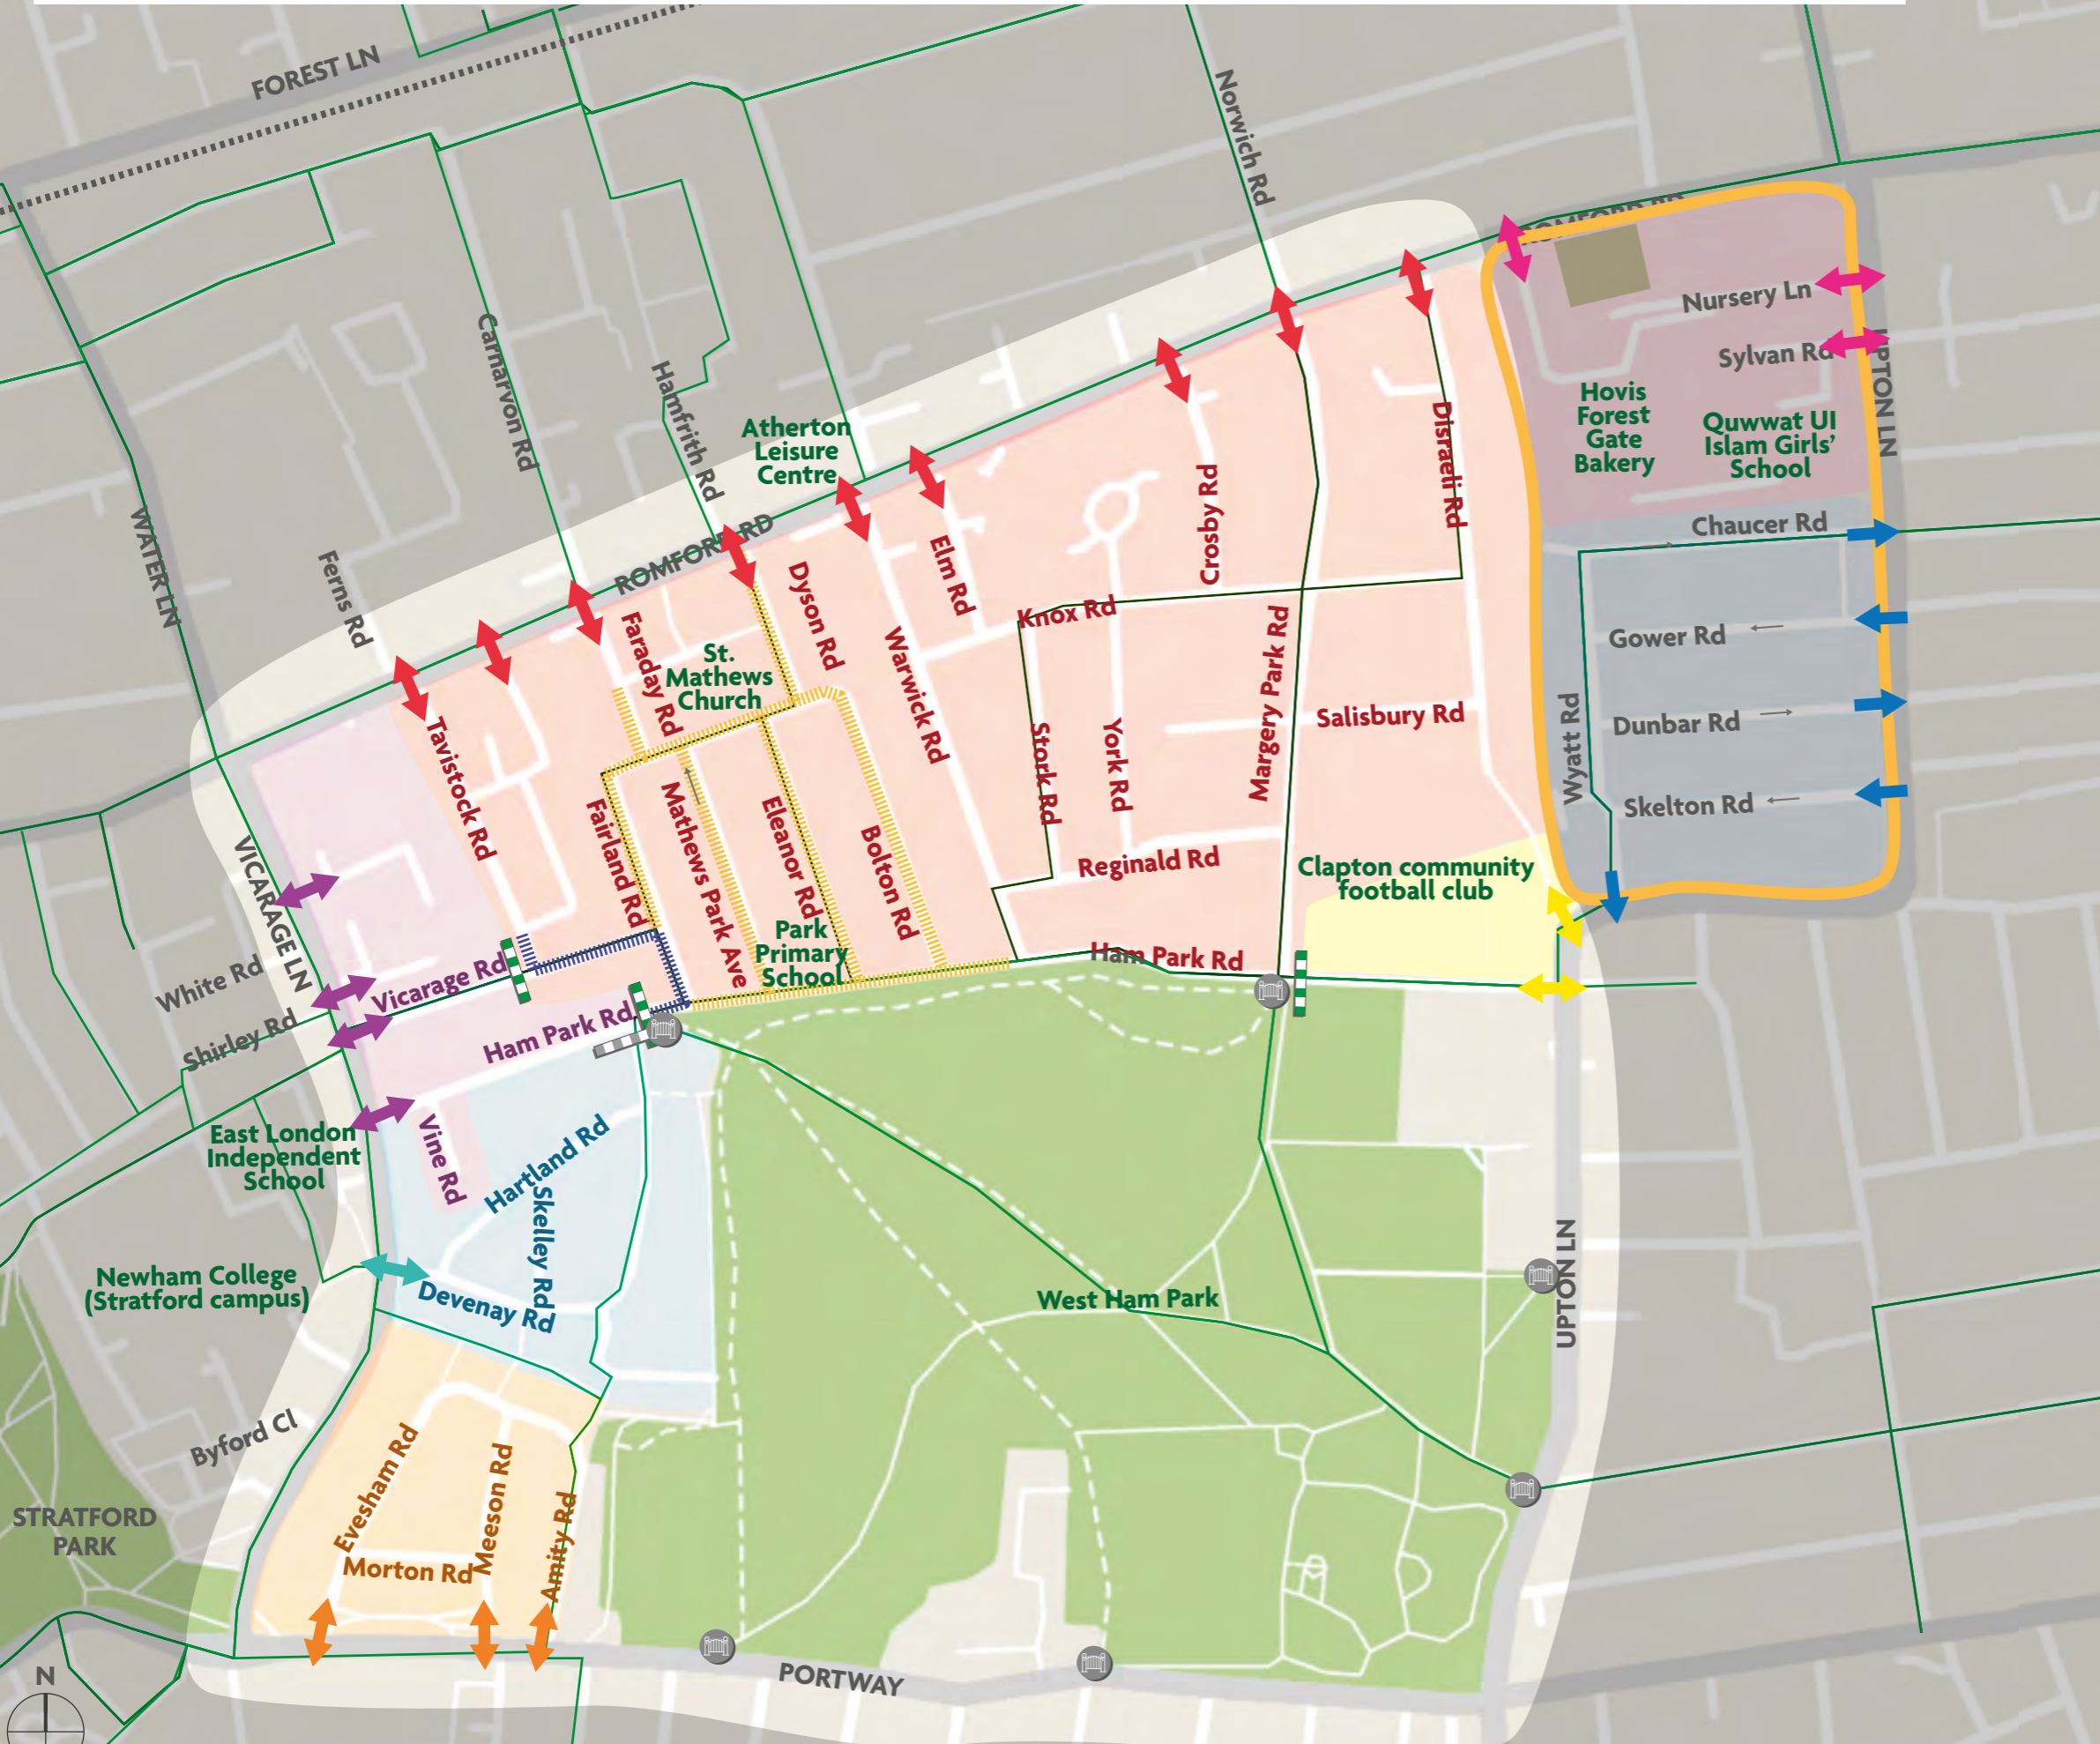 FOREST LN
Norwich Rd
ROMFORD RD
Nursery Ln
Sylvan Rd
UPTON LN
Carnarvon Rd
Hamfrith Rd
Atherton
Leisure
Centre
Hovis
Forest
Gate
Bakery
Quwwat UI
Islam Girls'
School
Disraeli Rd
Crosby Rd
WATER LN
Ferns Rd
ROMFORD RD
Dyson Rd
Elm Rd
Chaucer Rd
Knox Rd
Faraday Rd
St.
Mathews
Church
Warwick Rd
Margery Park Rd
Gower Rd
Tavistock Rd
Stork Rd
York Rd
Salisbury Rd
Wyatt Rd
Dunbar Rd
Skelton Rd
Fairland Rd
Mathews Park Ave
Eleanor Rd
Bolton Rd
Reginald Rd
Clapton community
football club
VICARAGE LN
Park
Primary
School
Ham Park Rd
White Rd
Vicarage Rd
Shirley Rd
Ham Park Rd
East London
Independent
School
Vine Rd
Hartland Rd
Skelley Rd
Newham College
(Stratford campus)
Devenay Rd
West Ham Park
UPTON LN
Byford Cl
STRATFORD
PARK
Evesham Rd
Meeson Rd
Amity Rd
Morton Rd
PORTWAY
N